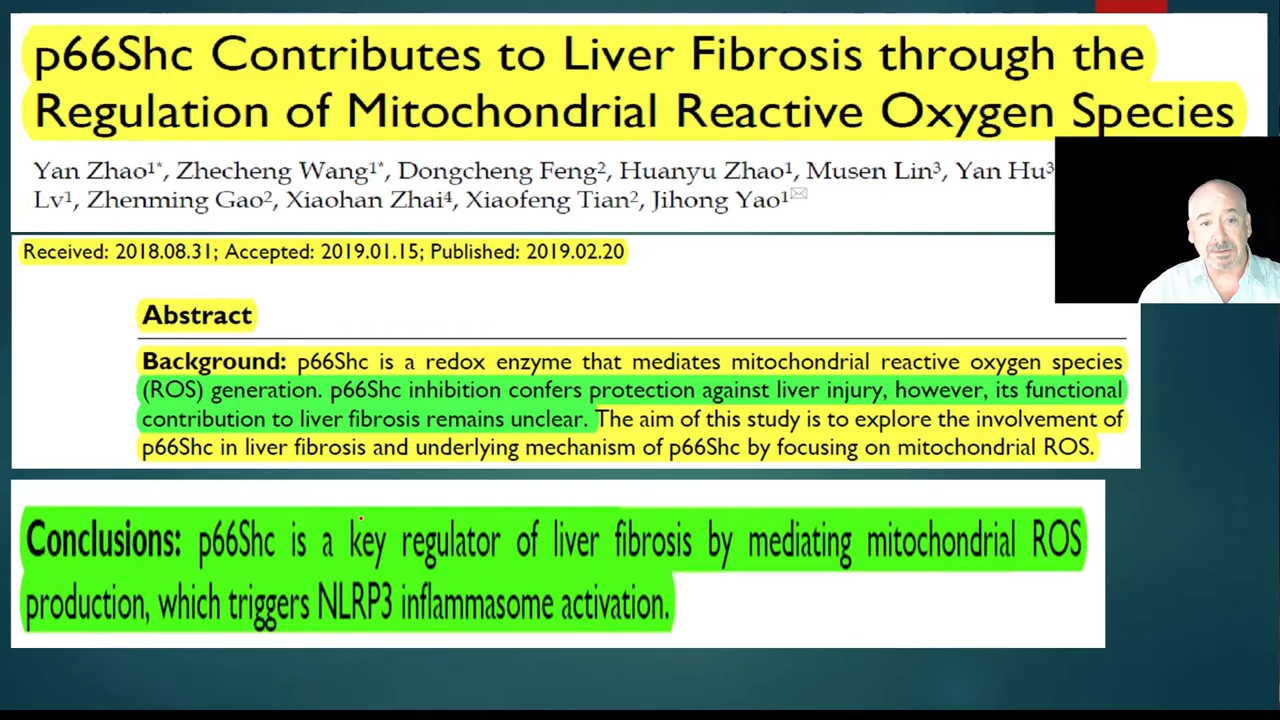 p66Shc Contributes to Liver Fibrosis through the
Regulation of Mitochondrial Reactive Oxygen Species
Yan Zhao1*, Zhecheng Wang1*, Dongcheng Feng2, Huanyu Zhao1, Musen Lin3, Yan Hu3
Lv1, Zhenming Gao2, Xiaohan Zhai4, Xiaofeng Tian2, Jihong Yao1✉
Received: 2018.08.31; Accepted: 2019.01.15; Published: 2019.02.20
Abstract
Background: p66Shc is a redox enzyme that mediates mitochondrial reactive oxygen species
(ROS) generation. p66Shc inhibition confers protection against liver injury, however, its functional
contribution to liver fibrosis remains unclear. The aim of this study is to explore the involvement of
p66Shc in liver fibrosis and underlying mechanism of p66Shc by focusing on mitochondrial ROS.
Conclusions: p66Shc is a key regulator of liver fibrosis by mediating mitochondrial ROS
production, which triggers NLRP3 inflammasome activation.